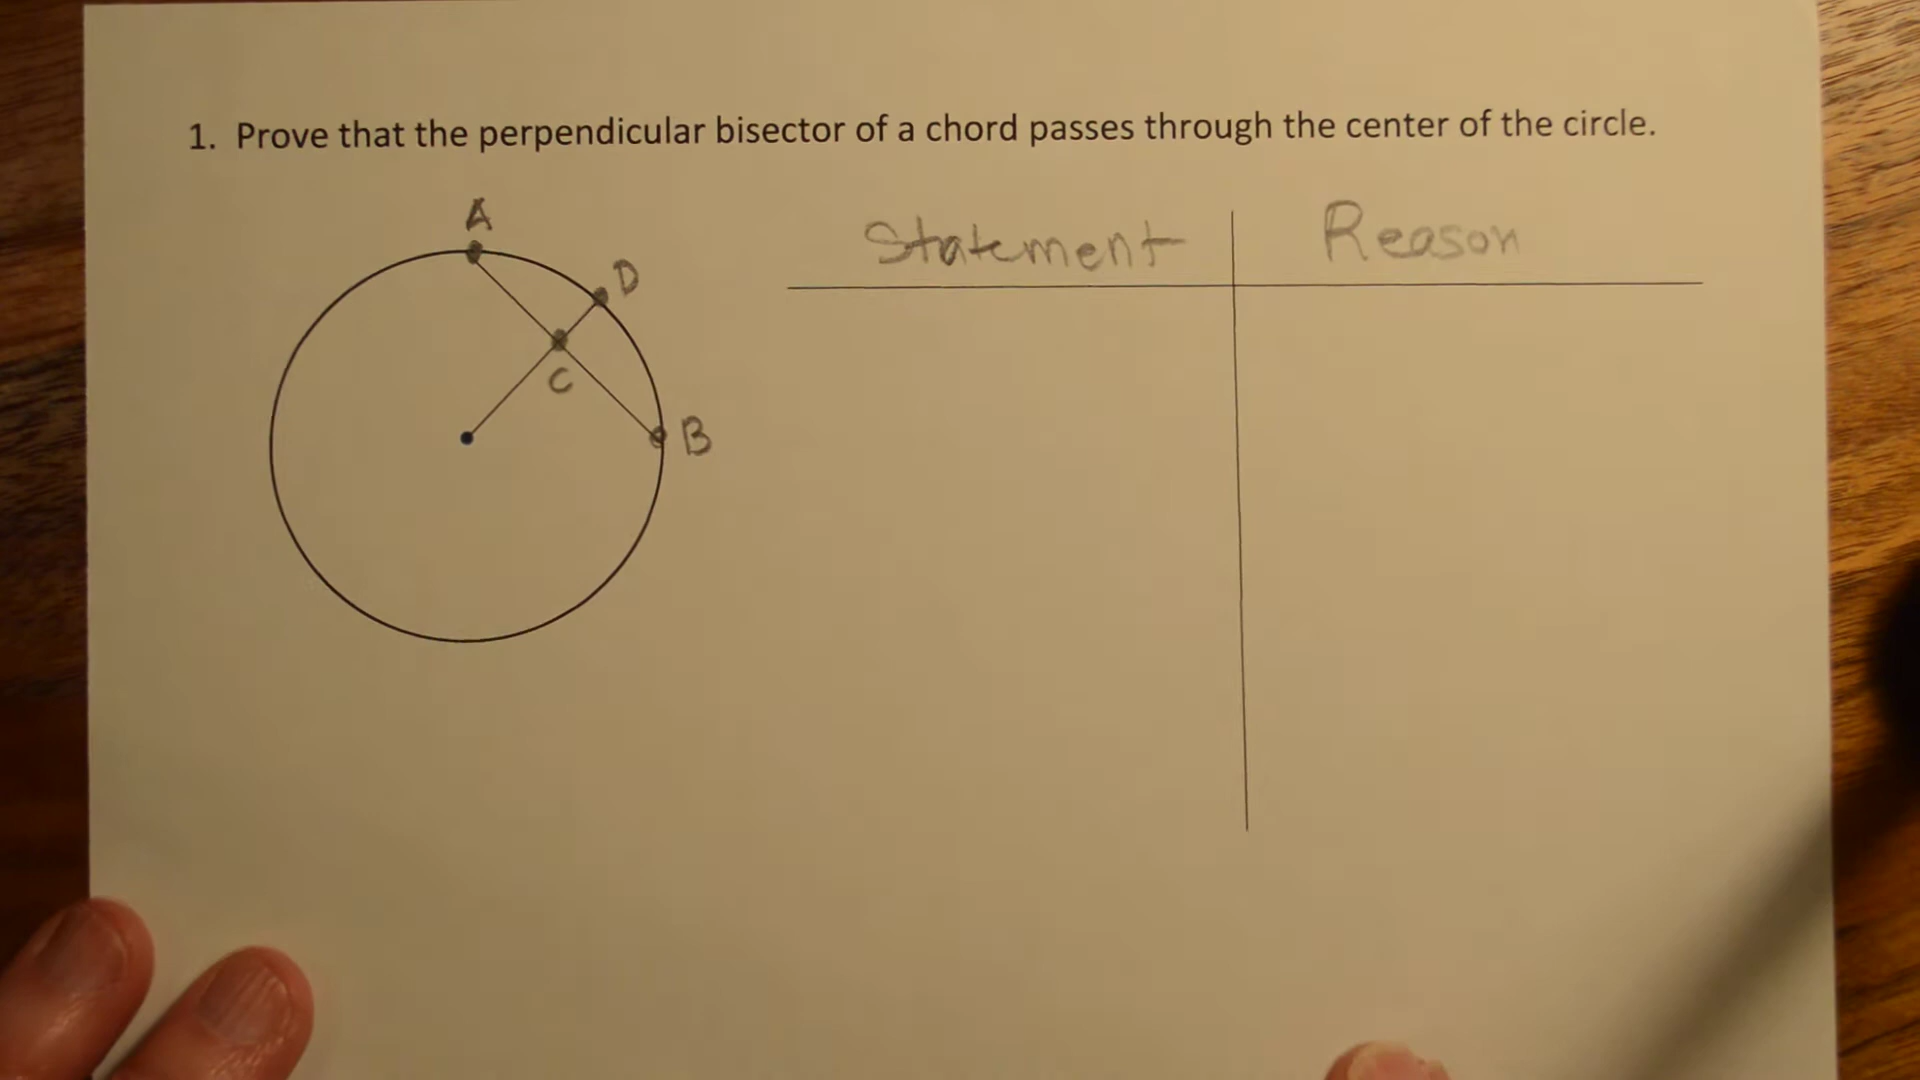 1. Prove that the perpendicular bisector of a chord passes through the center of the circle.
A
D
C
B
Statement
Reason